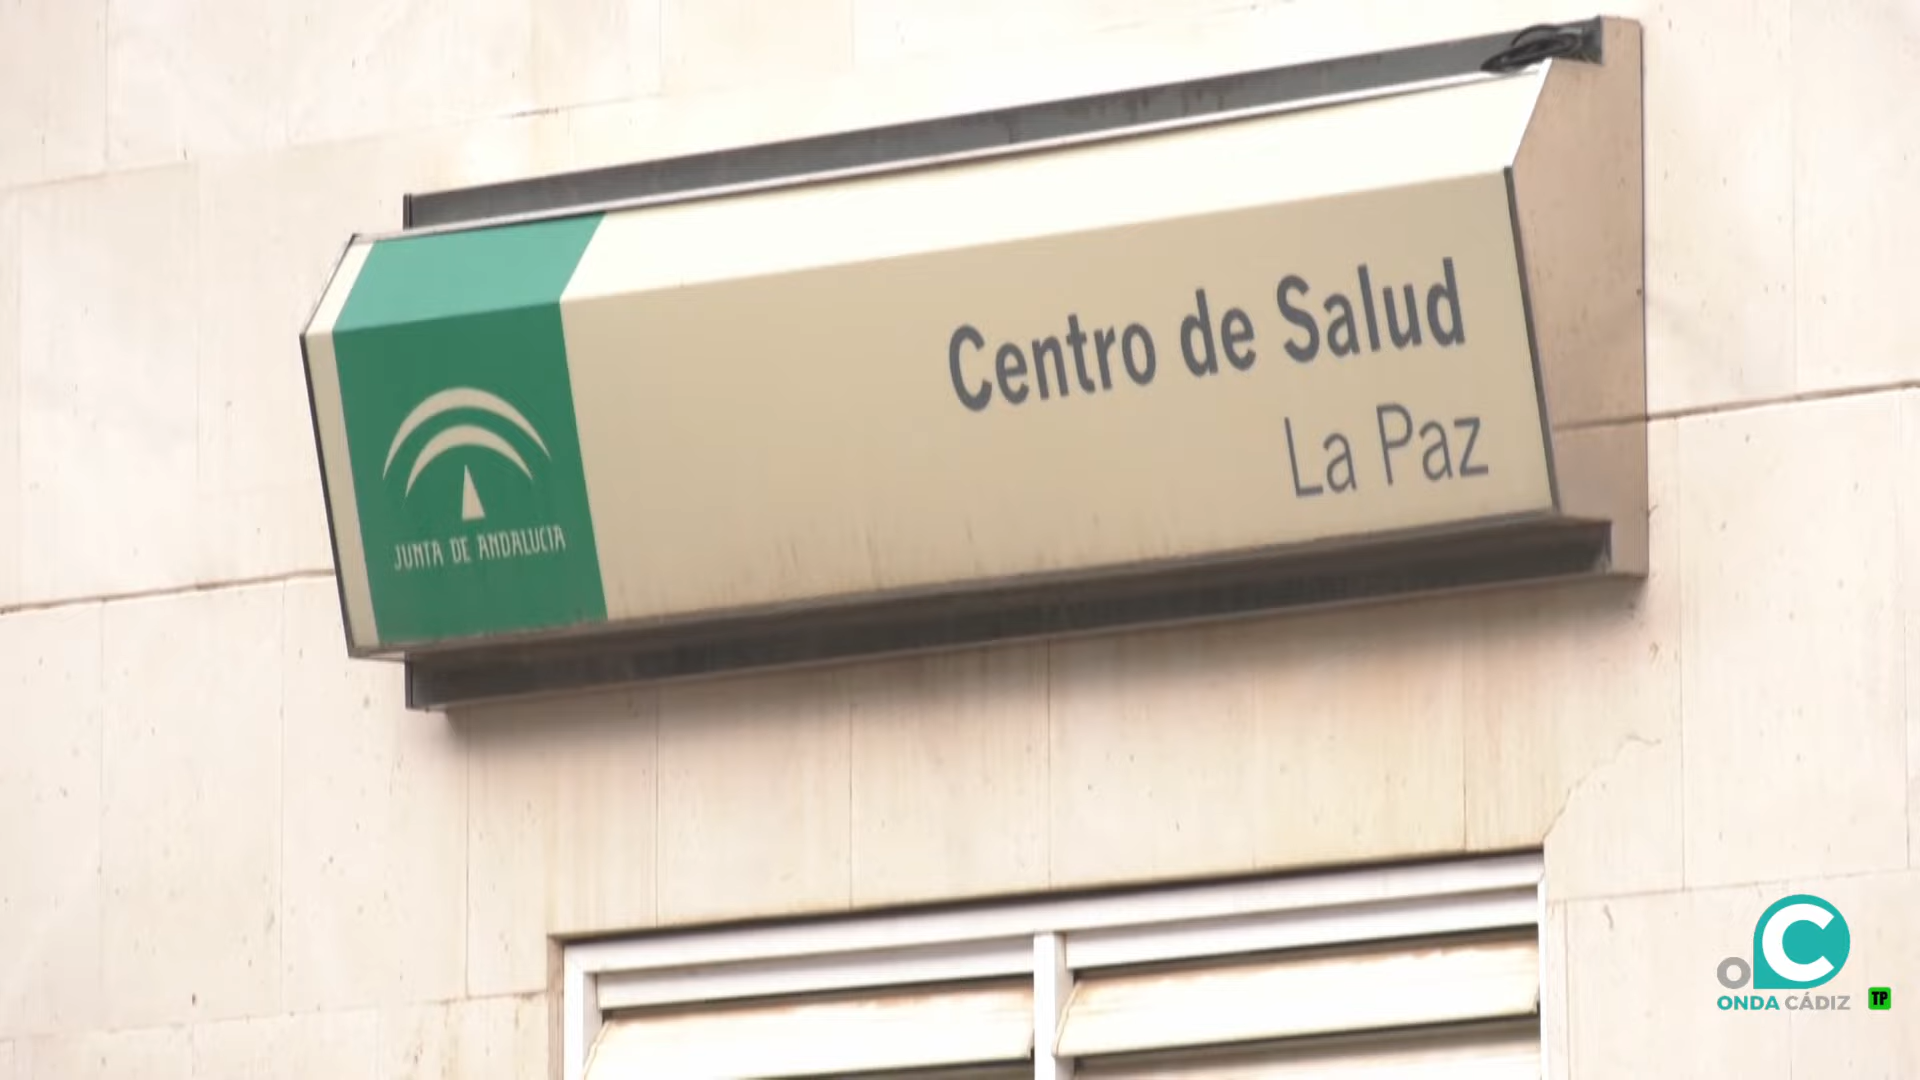 Centro de Salud
La Paz
JUNTA DE ANDALUCIA
ONDA CÁDIZ
TP